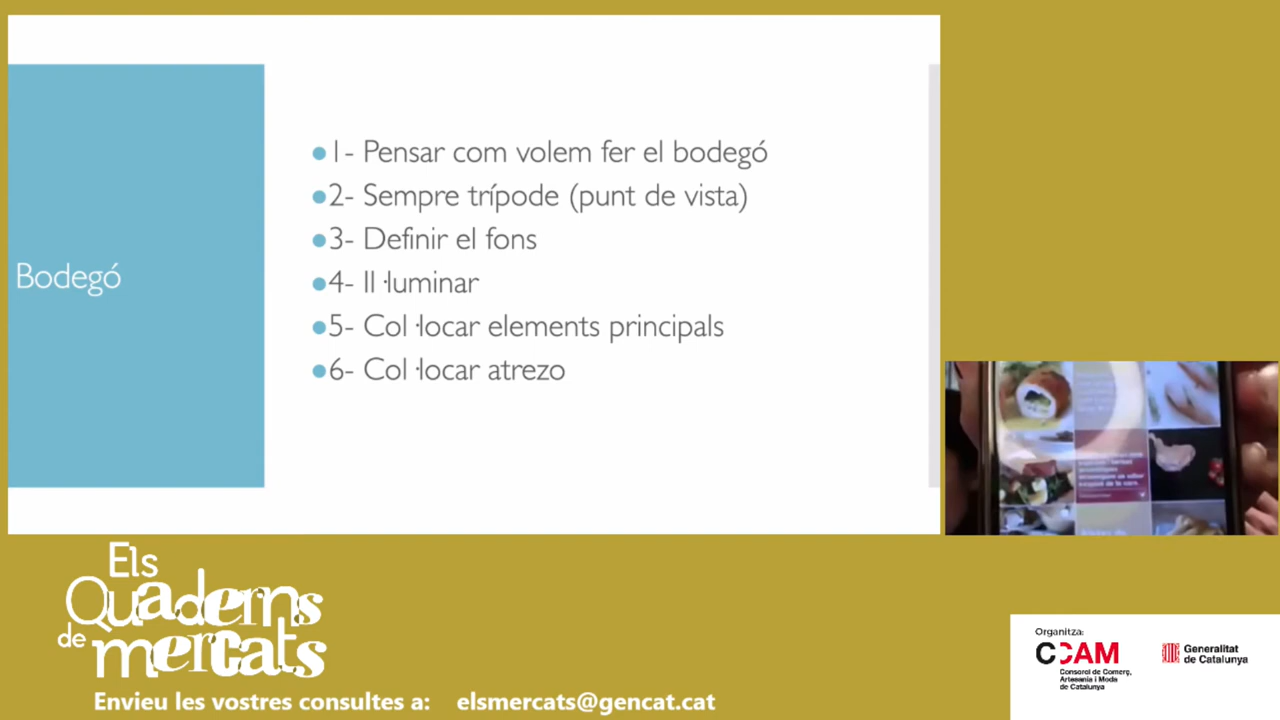 Bodegó
●1- Pensar com volem fer el bodegó
●2- Sempre trípode (punt de vista)
●3- Definir el fons
●4- Il·luminar
●5- Col·locar elements principals
●6- Col·locar atrezo
Els
Quaderns
de mercats
Envieu les vostres consultes a: elsmercats@gencat.cat
Organitza:
CCAM
Consorci de Comerç,
Artesania i Moda
de Catalunya
Generalitat
de Catalunya